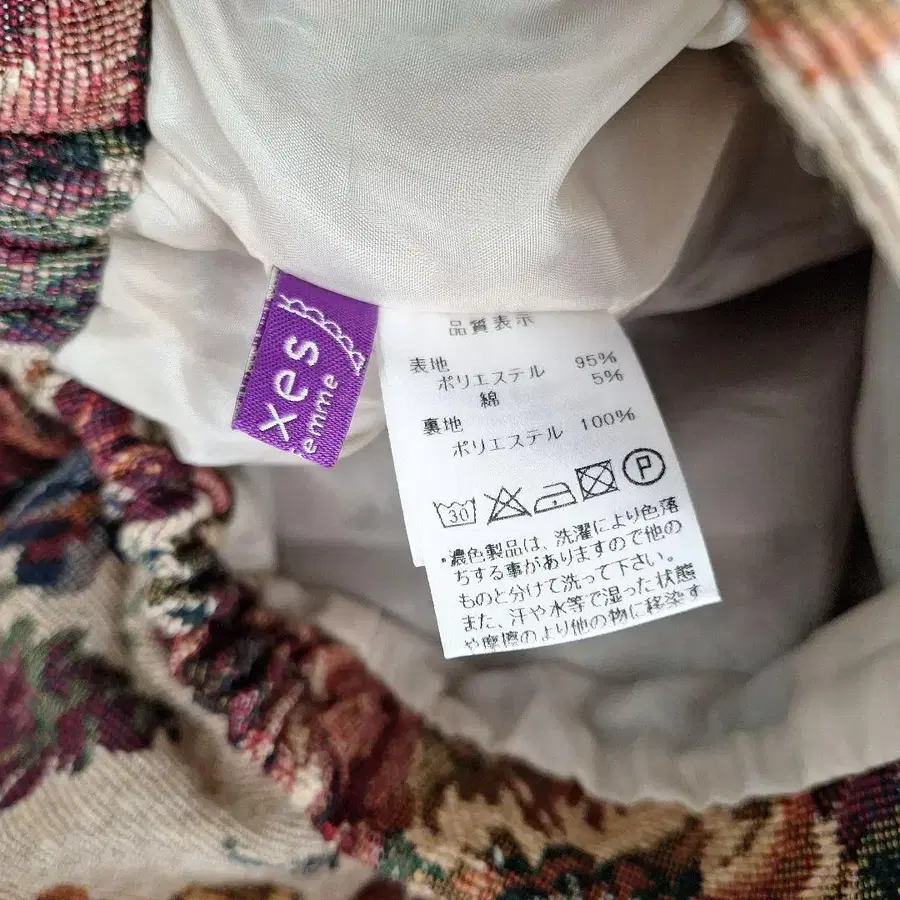 xes
femme
品質表示
表地
ポリエステル 95%
綿 5%
裏地
ポリエステル 100%
30 P
・濃色製品は、洗濯により色落
ちする事がありますので他の
ものと分けて洗って下さい。
また、汗や水等で湿った状態
や摩擦のより他の物に移染す